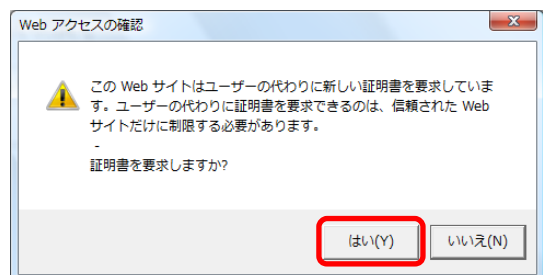 Web アクセスの確認
この Web サイトはユーザーの代わりに新しい証明書を要求していま
す。ユーザーの代わりに証明書を要求できるのは、信頼された Web
サイトだけに制限する必要があります。
-
証明書を要求しますか?
はい(Y)
いいえ(N)